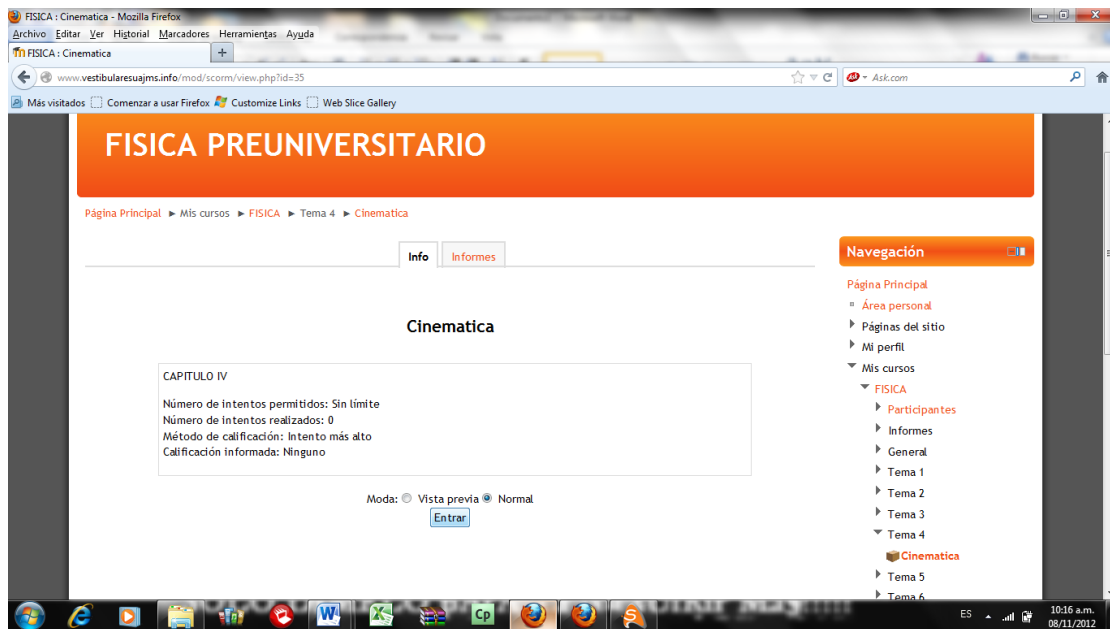 FISICA : Cinematica - Mozilla Firefox
Archivo Editar Ver Historial Marcadores Herramientas Ayuda
FISICA : Cinematica +
www.vestibularesuajms.info/mod/scorm/view.php?id=35
Ask.com
Más visitados Comenzar a usar Firefox Customize Links Web Slice Gallery
FISICA PREUNIVERSITARIO
Página Principal ► Mis cursos ► FISICA ► Tema 4 ► Cinematica
Info Informes
Cinematica
CAPITULO IV
Número de intentos permitidos: Sin límite
Número de intentos realizados: 0
Método de calificación: Intento más alto
Calificación informada: Ninguno
Moda: Vista previa Normal
Entrar
Navegación
Página Principal
Área personal
Páginas del sitio
Mi perfil
Mis cursos
FISICA
Participantes
Informes
General
Tema 1
Tema 2
Tema 3
Tema 4
Cinematica
Tema 5
Tema 6
Cp
ES
10:16 a.m.
08/11/2012